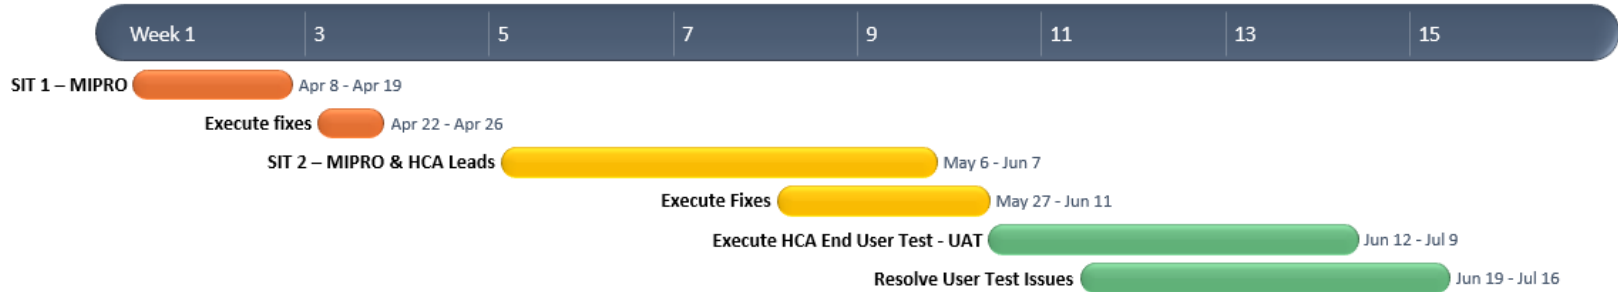 Week 1 3 5 7 9 11 13 15
SIT 1 – MIPRO Apr 8 - Apr 19
Execute fixes Apr 22 - Apr 26
SIT 2 – MIPRO & HCA Leads May 6 - Jun 7
Execute Fixes May 27 - Jun 11
Execute HCA End User Test - UAT Jun 12 - Jul 9
Resolve User Test Issues Jun 19 - Jul 16